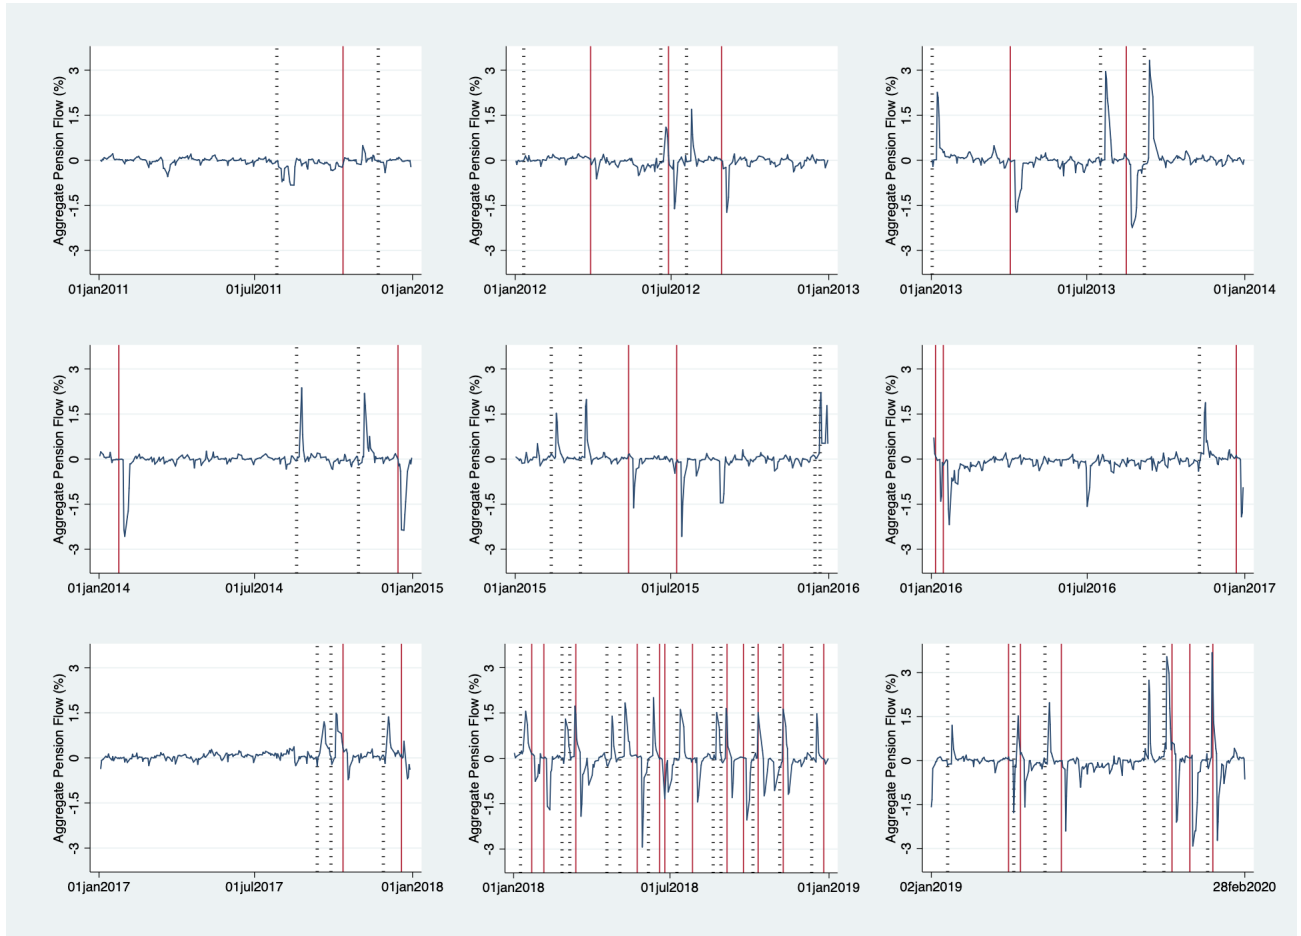 Aggregate Pension Flow (%)
3
1.5
0
-1.5
-3
01jan2011 01jul2011 01jan2012
Aggregate Pension Flow (%)
3
1.5
0
-1.5
-3
01jan2012 01jul2012 01jan2013
Aggregate Pension Flow (%)
3
1.5
0
-1.5
-3
01jan2013 01jul2013 01jan2014
Aggregate Pension Flow (%)
3
1.5
0
-1.5
-3
01jan2014 01jul2014 01jan2015
Aggregate Pension Flow (%)
3
1.5
0
-1.5
-3
01jan2015 01jul2015 01jan2016
Aggregate Pension Flow (%)
3
1.5
0
-1.5
-3
01jan2016 01jul2016 01jan2017
Aggregate Pension Flow (%)
3
1.5
0
-1.5
-3
01jan2017 01jul2017 01jan2018
Aggregate Pension Flow (%)
3
1.5
0
-1.5
-3
01jan2018 01jul2018 01jan2019
Aggregate Pension Flow (%)
3
1.5
0
-1.5
-3
02jan2019 28feb2020